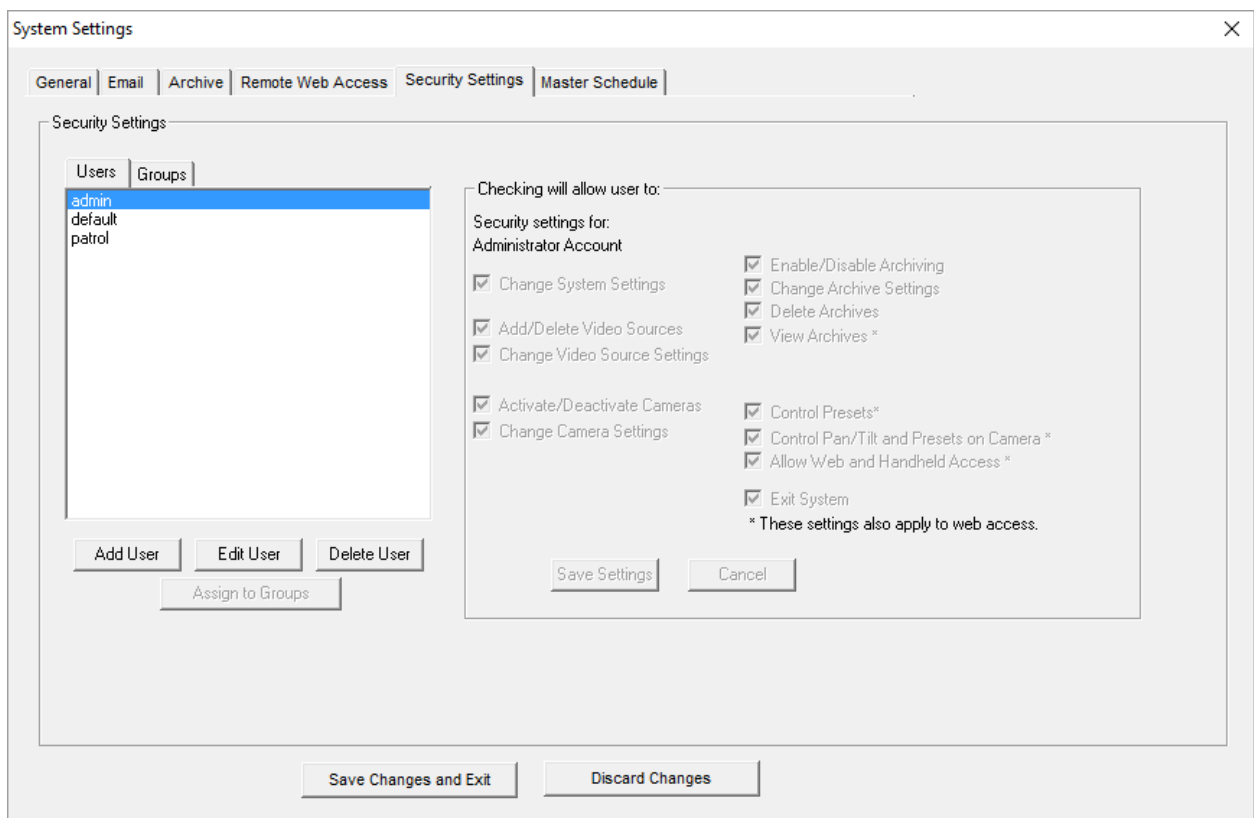 System Settings
General Email Archive Remote Web Access Security Settings Master Schedule
Security Settings
Users Groups
admin
default
patrol
Add User Edit User Delete User
Assign to Groups
Checking will allow user to:
Security settings for:
Administrator Account
Change System Settings
Add/Delete Video Sources
Change Video Source Settings
Activate/Deactivate Cameras
Change Camera Settings
Enable/Disable Archiving
Change Archive Settings
Delete Archives
View Archives *
Control Presets*
Control Pan/Tilt and Presets on Camera *
Allow Web and Handheld Access *
Exit System
* These settings also apply to web access.
Save Settings Cancel
Save Changes and Exit Discard Changes